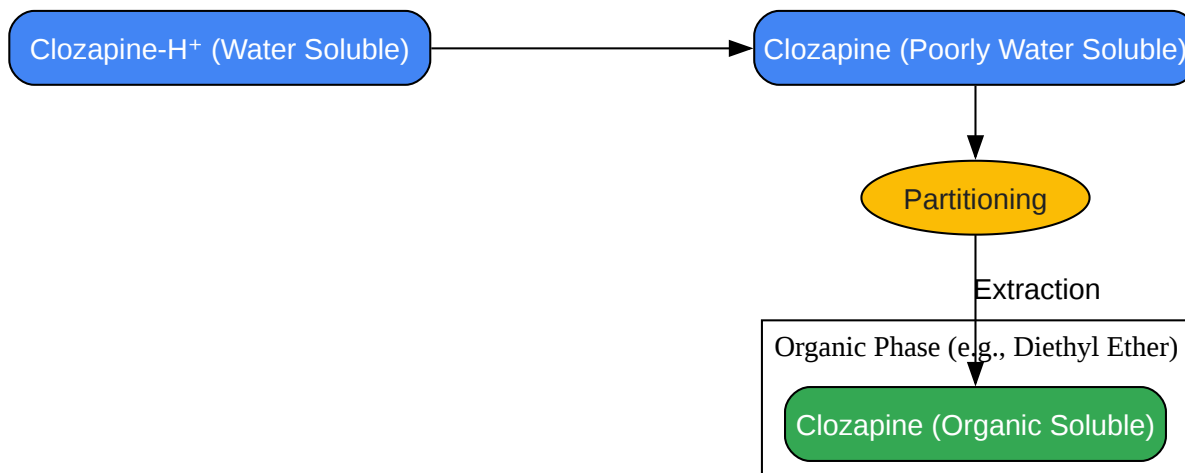 Clozapine-H⁺ (Water Soluble)
Clozapine (Poorly Water Soluble)
Partitioning
Extraction
Organic Phase (e.g., Diethyl Ether)
Clozapine (Organic Soluble)